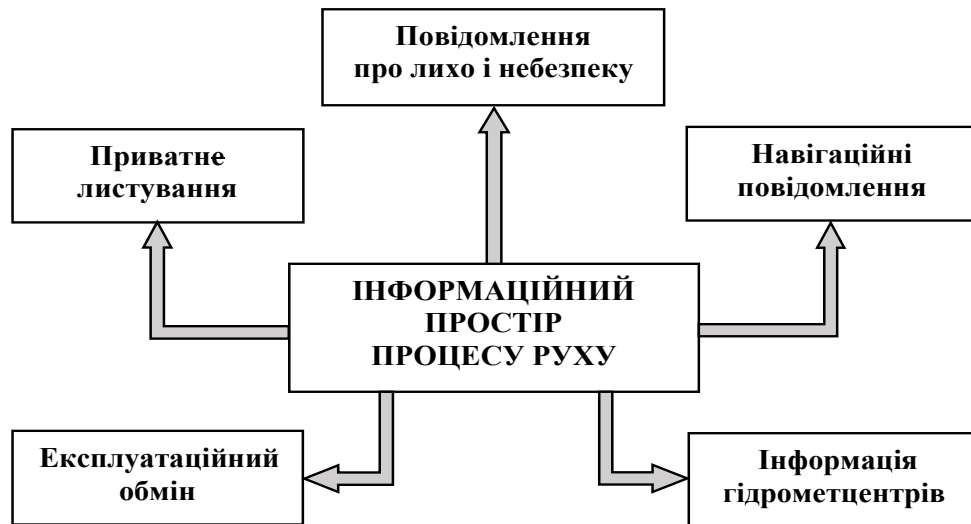 Повідомлення
про лихо і небезпеку
Приватне
листування
Навігаційні
повідомлення
ІНФОРМАЦІЙНИЙ
ПРОСТІР
ПРОЦЕСУ РУХУ
Експлуатаційний
обмін
Інформація
гідрометцентрів